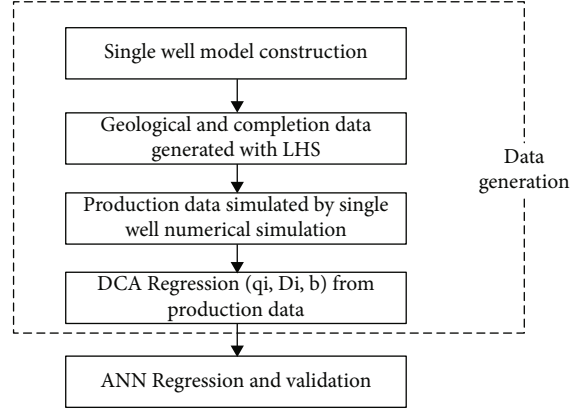 Single well model construction
Geological and completion data
generated with LHS
Data
generation
Production data simulated by single
well numerical simulation
DCA Regression (qi, Di, b) from
production data
ANN Regression and validation